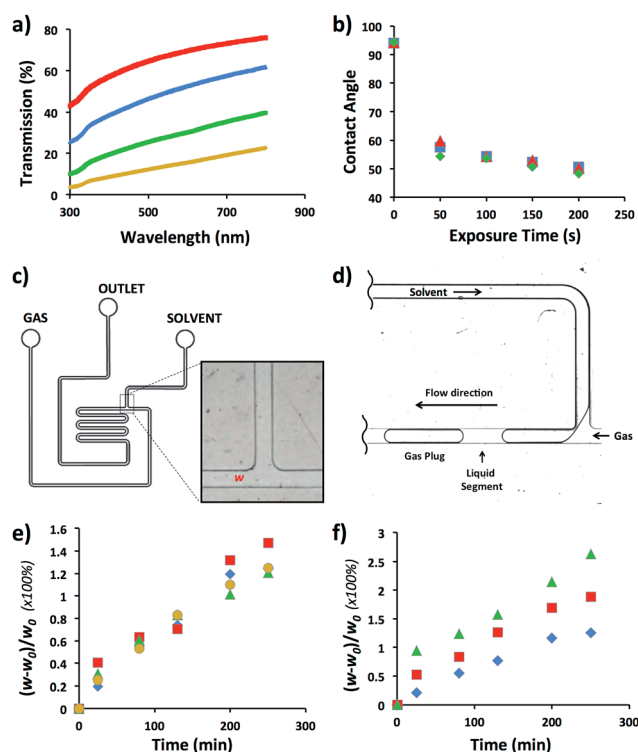 a)
Transmission (%)
80
60
40
20
0
300
500
700
900
Wavelength (nm)
b)
Contact Angle
100
90
80
70
60
50
40
0
50
100
150
200
250
Exposure Time (s)
c)
OUTLET
GAS
SOLVENT
w
d)
Solvent
Flow direction
Gas
Gas Plug
Liquid
Segment
e)
(w-w0)/w0 (x100%)
1.6
1.4
1.2
1
0.8
0.6
0.4
0.2
0
0
100
200
300
Time (min)
f)
(w-w0)/w0 (x100%)
3
2.5
2
1.5
1
0.5
0
0
100
200
300
Time (min)